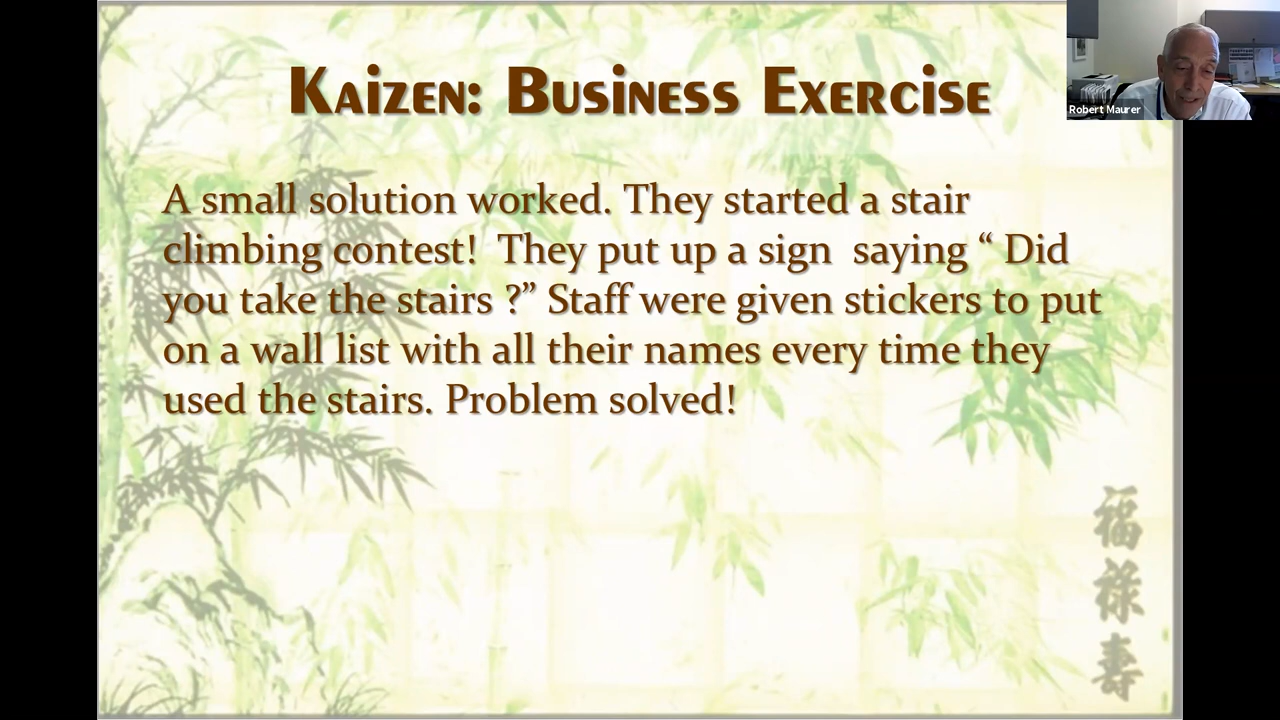 Kaizen: Business Exercise
Robert Maurer
A small solution worked. They started a stair
climbing contest! They put up a sign saying “ Did
you take the stairs ?” Staff were given stickers to put
on a wall list with all their names every time they
used the stairs. Problem solved!
福
祿
壽